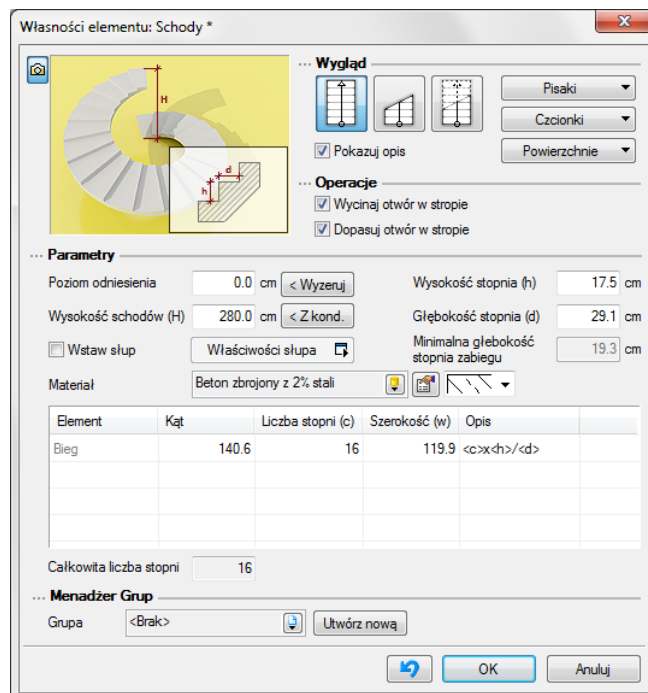 Własności elementu: Schody *
H
d
h
Wygląd
Pokazuj opis
Pisaki
Czcionki
Powierzchnie
Operacje
Wycinaj otwór w stropie
Dopasuj otwór w stropie
Parametry
Poziom odniesienia 0.0 cm < Wyzeruj Wysokość stopnia (h) 17.5 cm
Wysokość schodów (H) 280.0 cm < Z kond. Głębokość stopnia (d) 29.1 cm
Wstaw słup Właściwości słupa Minimalna głębokość
stopnia zabiegu 19.3 cm
Materiał Beton zbrojony z 2% stali
Element Kąt Liczba stopni (c) Szerokość (w) Opis
Bieg 140.6 16 119.9 <c>x<h>/<d>
Całkowita liczba stopni 16
Menadżer Grup
Grupa <Brak> Utwórz nową
OK Anuluj